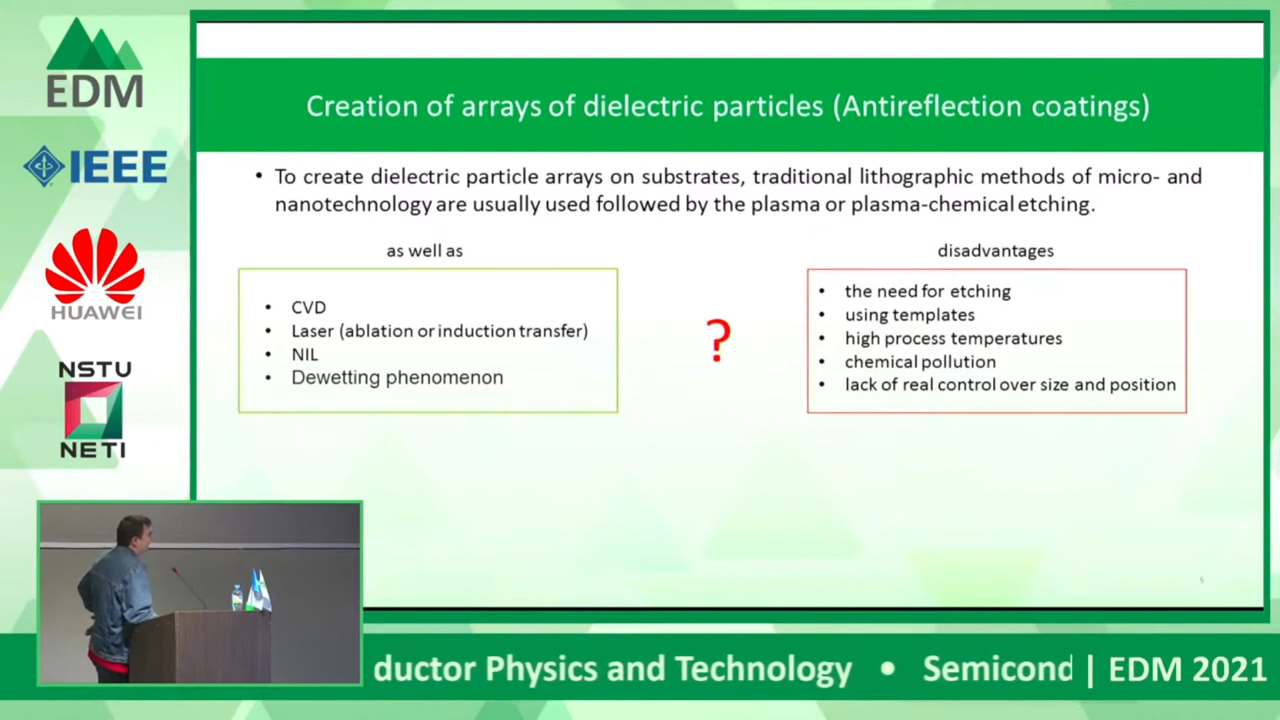 EDM
IEEE
HUAWEI
NSTU
NETI
Creation of arrays of dielectric particles (Antireflection coatings)
• To create dielectric particle arrays on substrates, traditional lithographic methods of micro- and
nanotechnology are usually used followed by the plasma or plasma-chemical etching.
as well as
• CVD
• Laser (ablation or induction transfer)
• NIL
• Dewetting phenomenon
?
disadvantages
• the need for etching
• using templates
• high process temperatures
• chemical pollution
• lack of real control over size and position
5
ductor Physics and Technology • Semicond | EDM 2021